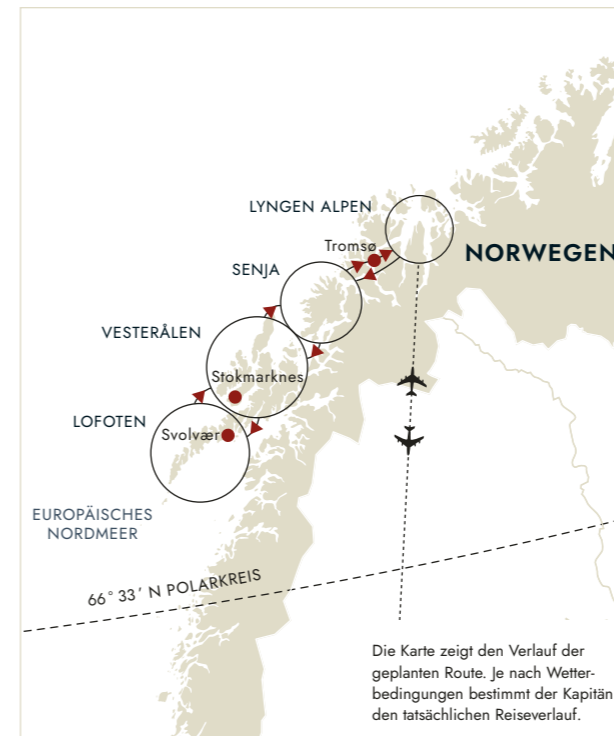 LYNGEN ALPEN
Tromsø
NORWEGEN
SENJA
VESTERÅLEN
Stokmarknes
LOFOTEN
Svolvær
EUROPÄISCHES
NORDMEER
66° 33′ N POLARKREIS
Die Karte zeigt den Verlauf der
geplanten Route. Je nach Wetter-
bedingungen bestimmt der Kapitän
den tatsächlichen Reiseverlauf.